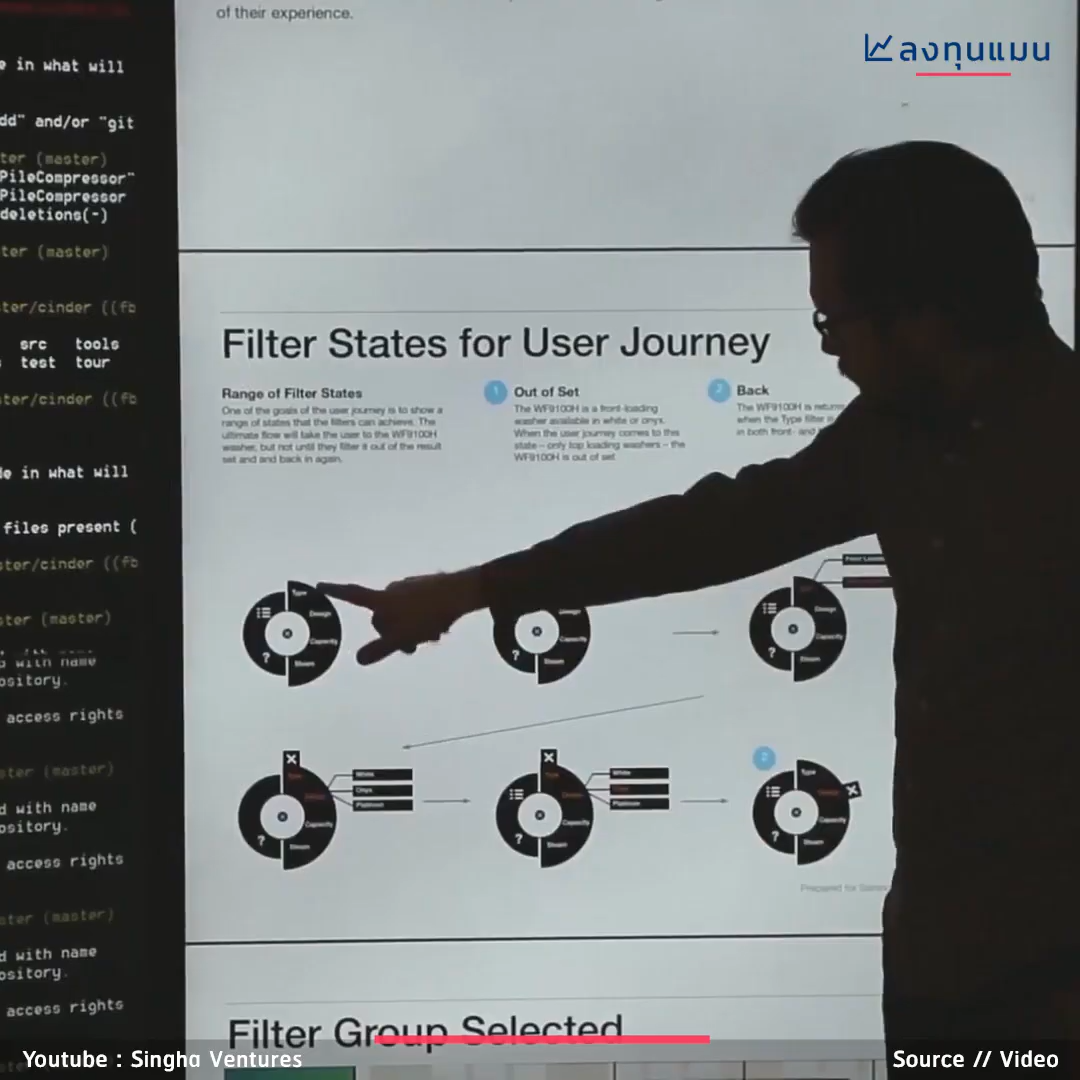 of their experience.
ลงทุนแมน
e in what will
dd" and/or "git
ter (master)
PileCompressor"
PileCompressor
deletions(-)
ter (master)
ter/cinder ((fb
src tools
test tour
ter/cinder ((fb
de in what will
files present (
ster/cinder ((fb
ster (master)
d with name
ository.
access rights
ster (master)
d with name
ository.
access rights
ster (master)
d with name
ository.
access rights
Filter States for User Journey
Range of Filter States
One of the goals of the user journey is to show a
range of states that the filters can achieve. The
ultimate flow will take the user to the WF9100H
washer, but not until they filter it out of the result
set and and back in again.
1 Out of Set
The WF9100H is a front-loading
washer available in white or onyx.
When the user journey comes to this
state – only top loading washers – the
WF9100H is out of set
2 Back
The WF9100H is
when the Type filter is
in both front- and
Type
Design
Capacity
Steam
?
Design
Capacity
Steam
?
Design
Capacity
Steam
?
Capacity
Steam
?
White
Onyx
Platinum
Capacity
Steam
?
White
Platinum
2
Type
Capacity
Steam
?
Prepared for
Filter Group Selected
Youtube : Singha Ventures
Source // Video